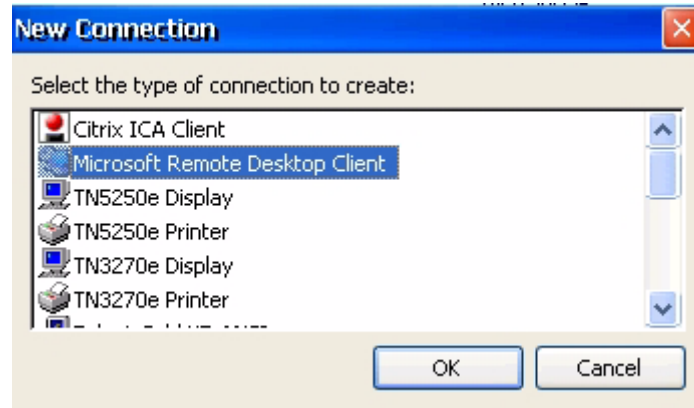 New Connection
Select the type of connection to create:
Citrix ICA Client
Microsoft Remote Desktop Client
TN5250e Display
TN5250e Printer
TN3270e Display
TN3270e Printer
OK Cancel